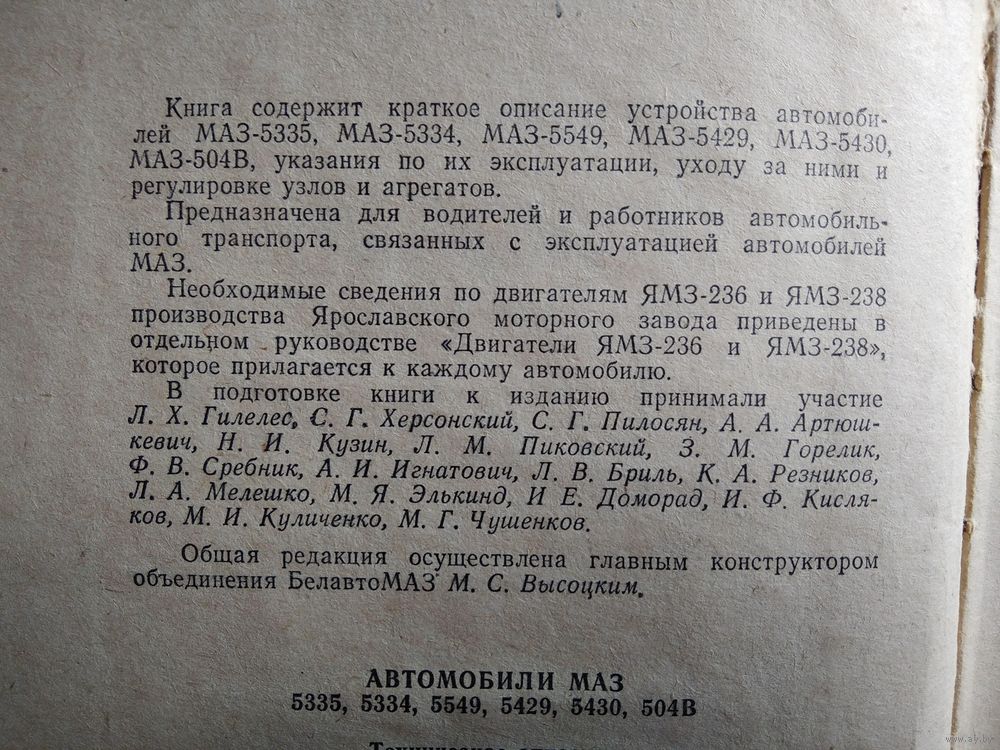 Книга содержит краткое описание устройства автомоби-
лей МАЗ-5335, МАЗ-5334, МАЗ-5549, МАЗ-5429, МАЗ-5430,
МАЗ-504В, указания по их эксплуатации, уходу за ними и
регулировке узлов и агрегатов.
Предназначена для водителей и работников автомобиль-
ного транспорта, связанных с эксплуатацией автомобилей
МАЗ.
Необходимые сведения по двигателям ЯМЗ-236 и ЯМЗ-238
производства Ярославского моторного завода приведены в
отдельном руководстве «Двигатели ЯМЗ-236 и ЯМЗ-238»,
которое прилагается к каждому автомобилю.
В подготовке книги к изданию принимали участие
Л. Х. Гилелес, С. Г. Херсонский, С. Г. Пилосян, А. А. Артюш-
кевич, Н. И. Кузин, Л. М. Пиковский, З. М. Горелик,
Ф. В. Сребник, А. И. Игнатович, Л. В. Бриль, К. А. Резников,
Л. А. Мелешко, М. Я. Элькинд, И Е. Доморад, И. Ф. Кисля-
ков, М. И. Куличенко, М. Г. Чушенков.
Общая редакция осуществлена главным конструктором
объединения БелавтоМАЗ М. С. Высоцким.
АВТОМОБИЛИ МАЗ
5335, 5334, 5549, 5429, 5430, 504В
www.ay.by